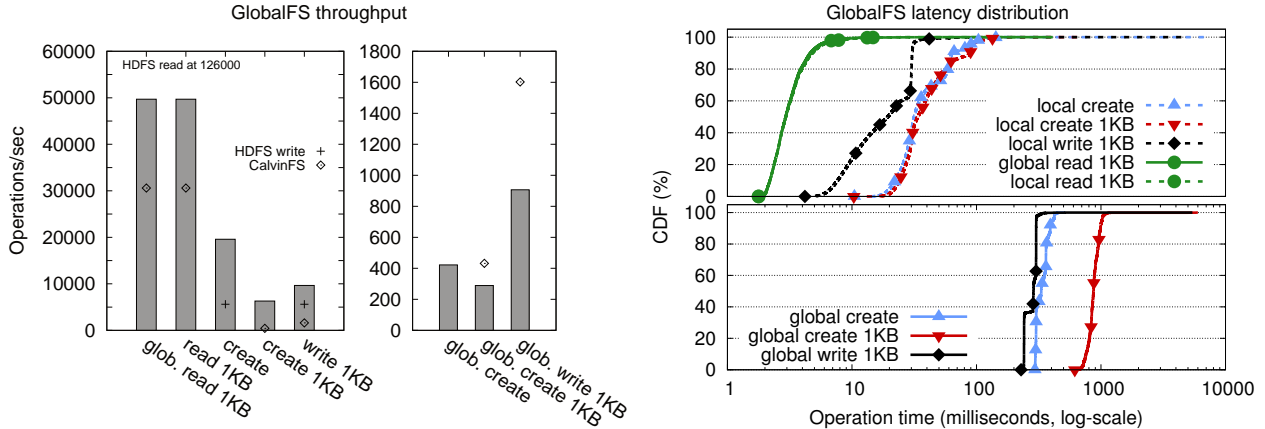 GlobalFS throughput
Operations/sec
60000
50000
40000
30000
20000
10000
0
HDFS read at 126000
HDFS write
CalvinFS
glob. read 1KB
read 1KB
create
create 1KB
write 1KB
1800
1600
1400
1200
1000
800
600
400
200
0
glob. create
glob. create 1KB
glob. write 1KB
GlobalFS latency distribution
CDF (%)
100
80
60
40
20
0
local create
local create 1KB
local write 1KB
global read 1KB
local read 1KB
100
80
60
40
20
0
global create
global create 1KB
global write 1KB
1 10 100 1000 10000
Operation time (milliseconds, log-scale)